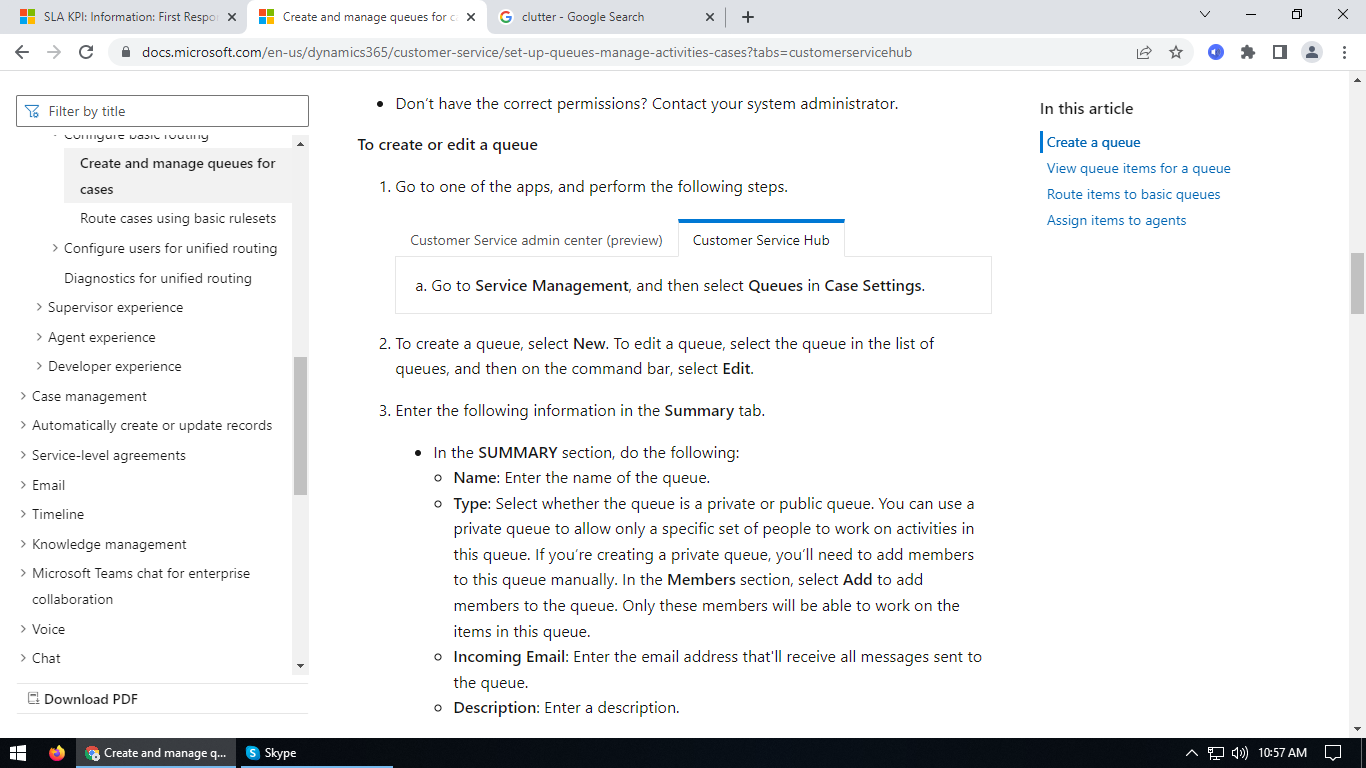 SLA KPI: Information: First Respo
Create and manage queues for c
clutter - Google Search
docs.microsoft.com/en-us/dynamics365/customer-service/set-up-queues-manage-activities-cases?tabs=customerservicehub
Filter by title
Configure basic routing
Create and manage queues for
cases
Route cases using basic rulesets
Configure users for unified routing
Diagnostics for unified routing
Supervisor experience
Agent experience
Developer experience
Case management
Automatically create or update records
Service-level agreements
Email
Timeline
Knowledge management
Microsoft Teams chat for enterprise
collaboration
Voice
Chat
Download PDF
• Don't have the correct permissions? Contact your system administrator.
To create or edit a queue
1. Go to one of the apps, and perform the following steps.
Customer Service admin center (preview)
Customer Service Hub
a. Go to Service Management, and then select Queues in Case Settings.
2. To create a queue, select New. To edit a queue, select the queue in the list of
queues, and then on the command bar, select Edit.
3. Enter the following information in the Summary tab.
• In the SUMMARY section, do the following:
Name: Enter the name of the queue.
Type: Select whether the queue is a private or public queue. You can use a
private queue to allow only a specific set of people to work on activities in
this queue. If you're creating a private queue, you'll need to add members
to this queue manually. In the Members section, select Add to add
members to the queue. Only these members will be able to work on the
items in this queue.
Incoming Email: Enter the email address that'll receive all messages sent to
the queue.
Description: Enter a description.
In this article
Create a queue
View queue items for a queue
Route items to basic queues
Assign items to agents
Create and manage q...
Skype
10:57 AM